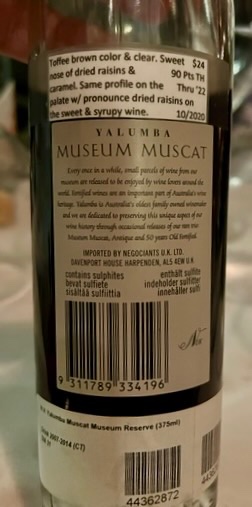 Toffee brown color & clear. Sweet $24
nose of dried raisins & 90 Pts TH
caramel. Same profile on the Thru '22
palate w/ pronounce dried raisins on
the sweet & syrupy wine. 10/2020
YALUMBA
MUSEUM MUSCAT
Every once in a while, small parcels of wine from our
museum are released to be enjoyed by wine lovers around the
world. Fortified wines are an important part of Australia's wine
heritage. Yalumba is Australia's oldest family owned winemaker
and we are dedicated to preserving this unique aspect of our
wine history through occasional releases of our rare
Museum Muscat, Antique and 50 years Old fortified.
IMPORTED BY NEGOCIANTS U.K. LTD.
DAVENPORT HOUSE HARPENDEN, AL5 4EW U.K
contains sulphites enthält sulfite
bevat sulfiete indeholder sulfitter
sisältää sulfiittia innehåller sulfi
9 311789 334196
Yalumba Muscat Museum Reserve (375ml)
2007-2014 (CT)
44362872